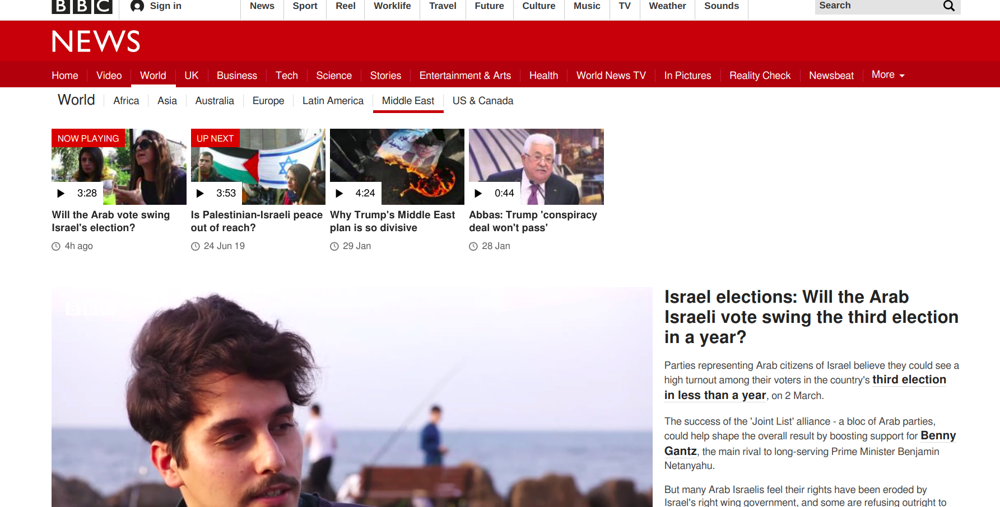 BBC
Sign in
News
Sport
Reel
Worklife
Travel
Future
Culture
Music
TV
Weather
Sounds
Search
NEWS
Home
Video
World
UK
Business
Tech
Science
Stories
Entertainment & Arts
Health
World News TV
In Pictures
Reality Check
Newsbeat
More
World
Africa
Asia
Australia
Europe
Latin America
Middle East
US & Canada
NOW PLAYING
3:28
Will the Arab vote swing
Israel's election?
4h ago
UP NEXT
3:53
Is Palestinian-Israeli peace
out of reach?
24 Jun 19
4:24
Why Trump's Middle East
plan is so divisive
29 Jan
0:44
Abbas: Trump 'conspiracy
deal won't pass'
28 Jan
BBC
Israel elections: Will the Arab
Israeli vote swing the third election
in a year?
Parties representing Arab citizens of Israel believe they could see a
high turnout among their voters in the country's third election
in less than a year, on 2 March.
The success of the 'Joint List' alliance - a bloc of Arab parties,
could help shape the overall result by boosting support for Benny
Gantz, the main rival to long-serving Prime Minister Benjamin
Netanyahu.
But many Arab Israelis feel their rights have been eroded by
Israel's right wing government, and some are refusing outright to